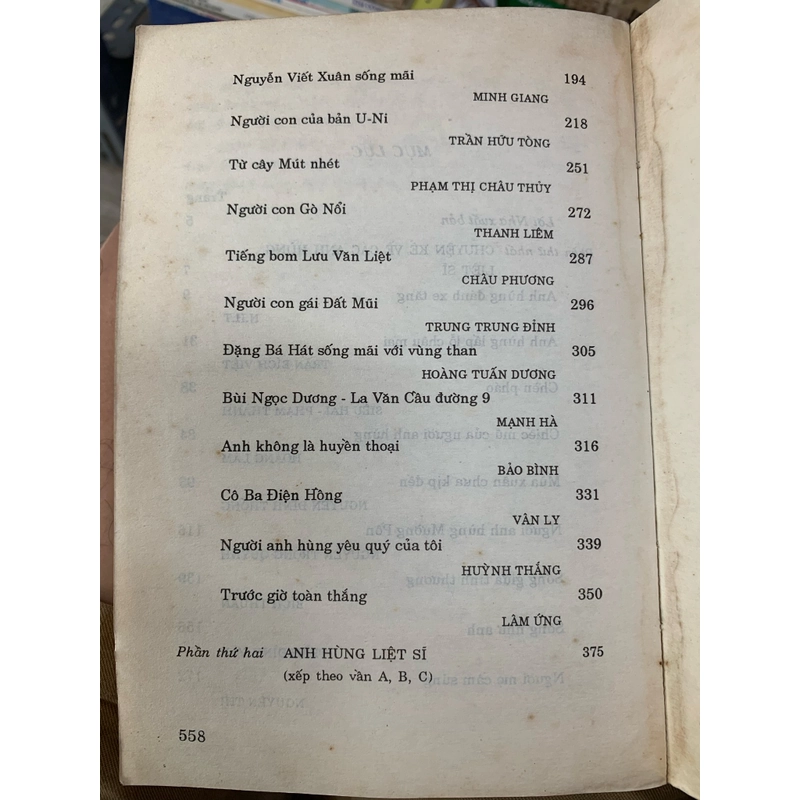 Nguyễn Viết Xuân sống mãi 194
MINH GIANG
Người con của bản U-Ni 218
TRẦN HỮU TÒNG
Từ cây Mút nhét 251
PHẠM THỊ CHÂU THỦY
Người con Gò Nổi 272
THANH LIÊM
Tiếng bom Lưu Văn Liệt 287
CHÂU PHƯƠNG
Người con gái Đất Mũi 296
TRUNG TRUNG ĐỈNH
Đặng Bá Hát sống mãi với vùng than 305
HOÀNG TUẤN DƯƠNG
Bùi Ngọc Dương - La Văn Cầu đường 9 311
MẠNH HÀ
Anh không là huyền thoại 316
BẢO BÌNH
Cô Ba Điện Hồng 331
VÂN LY
Người anh hùng yêu quý của tôi 339
HUỲNH THẮNG
Trước giờ toàn thắng 350
LÂM ỨNG
Phần thứ hai ANH HÙNG LIỆT SĨ 375
(xếp theo vần A, B, C)
558